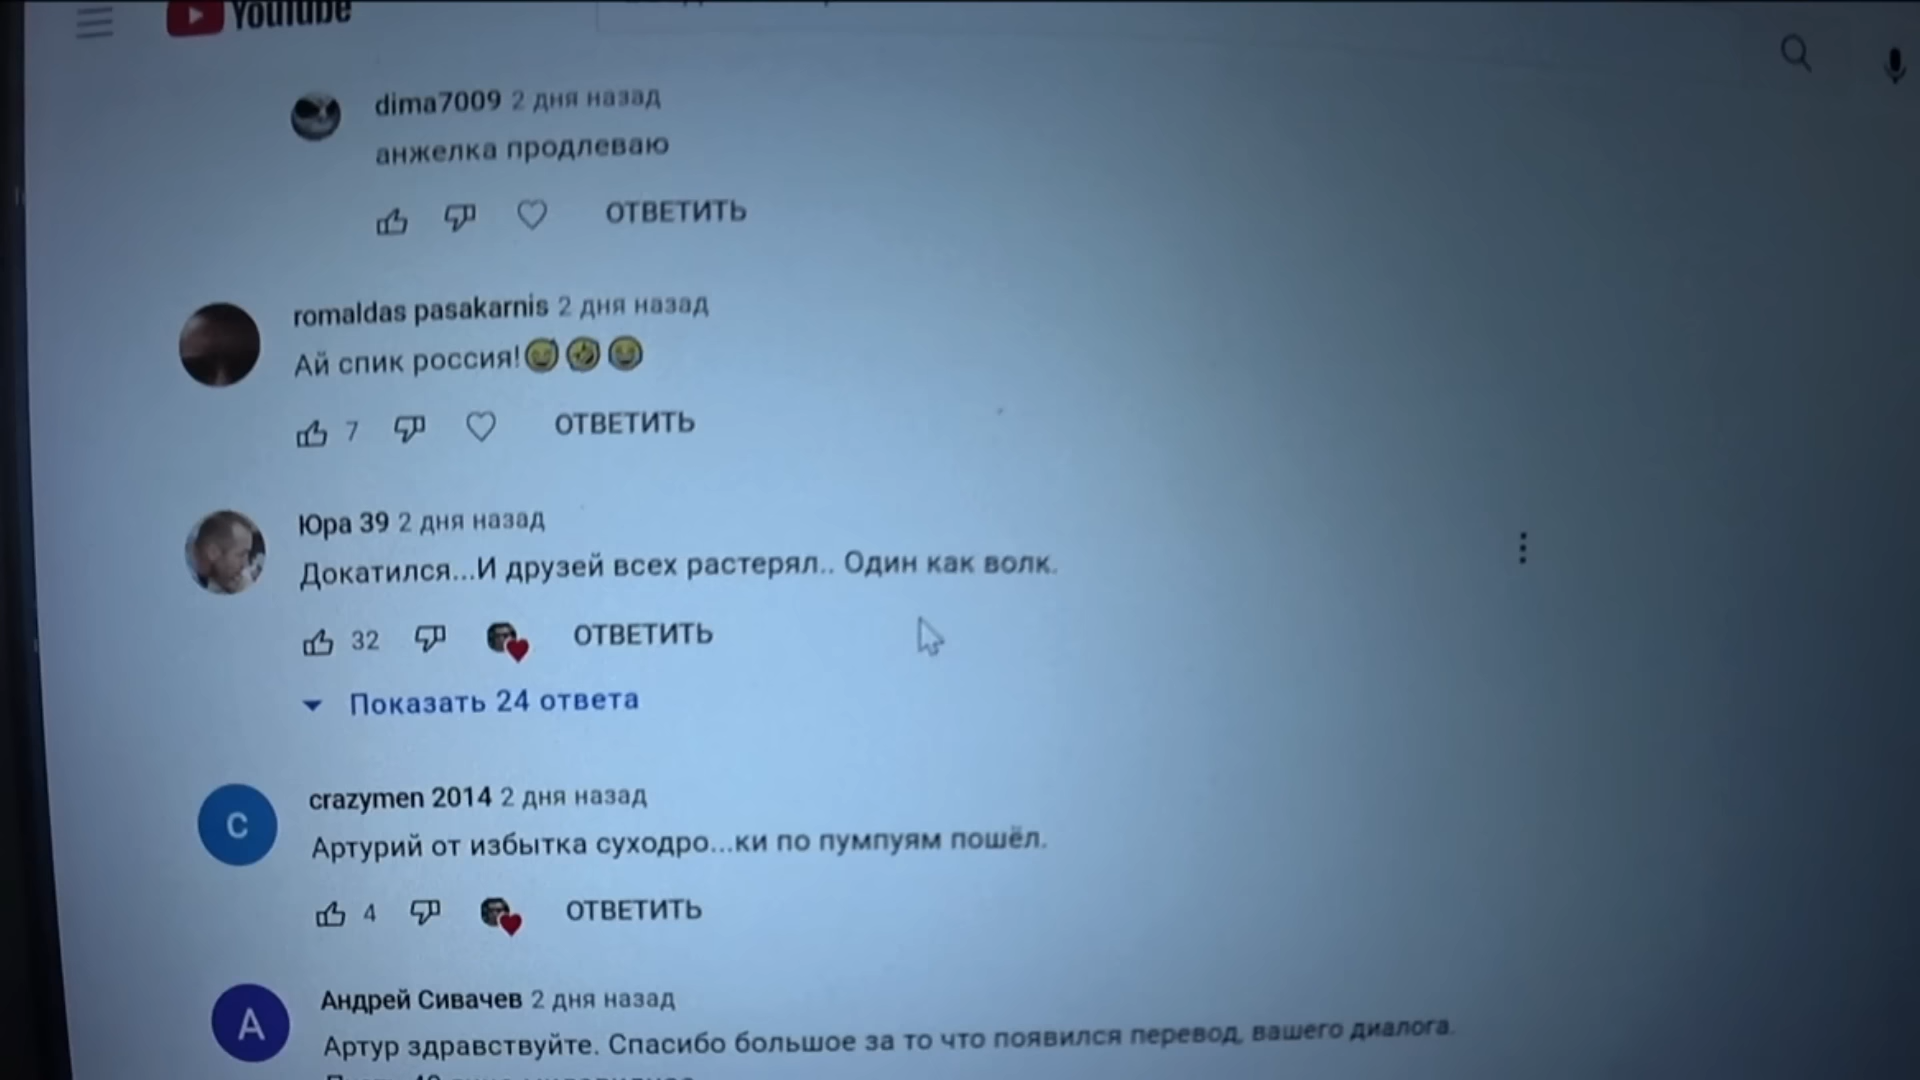 YouTube
dima7009 2 дня назад
анжелка продлеваю
ОТВЕТИТЬ
romaldas pasakarnis 2 дня назад
Ай спик россия!😅🤣😂
7 ОТВЕТИТЬ
Юра 39 2 дня назад
Докатился...И друзей всех растерял.. Один как волк.
32 ОТВЕТИТЬ
Показать 24 ответа
C
crazymen 2014 2 дня назад
Артурий от избытка суходро...ки по пумпуям пошёл.
4 ОТВЕТИТЬ
А
Андрей Сивачев 2 дня назад
Артур здравствуйте. Спасибо большое за то что появился перевод, вашего диалога.